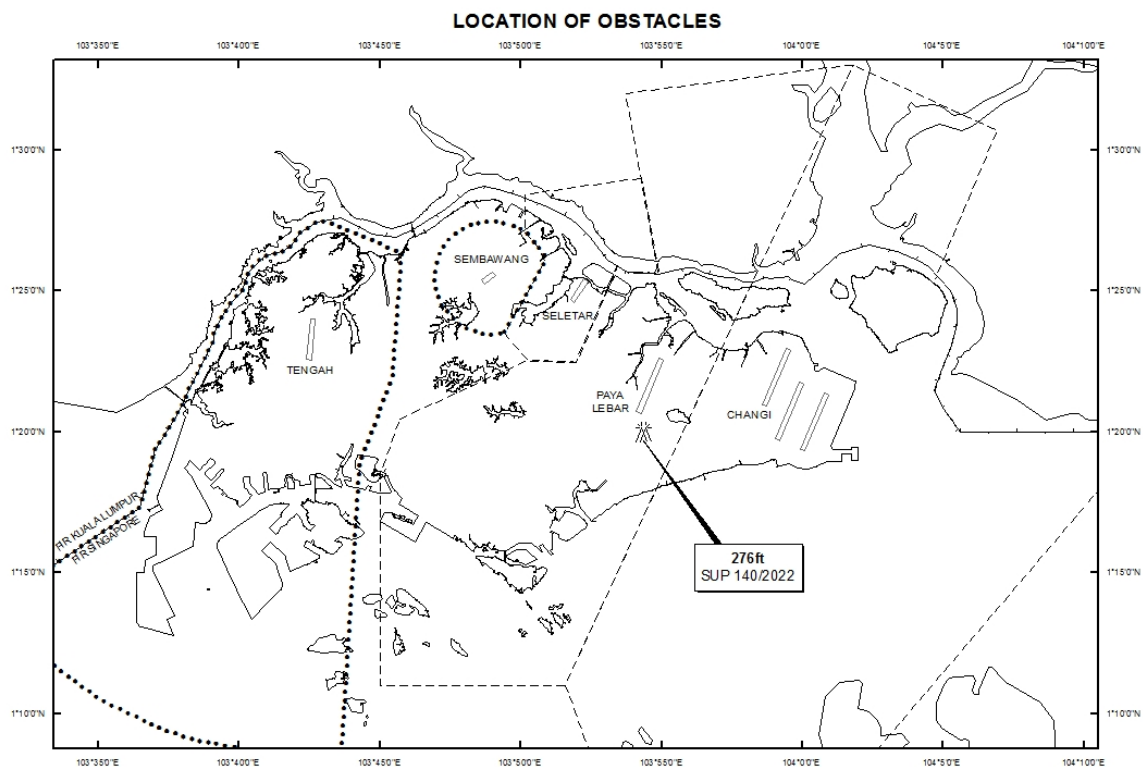 LOCATION OF OBSTACLES
103°35'0"E 103°40'0"E 103°45'0"E 103°50'0"E 103°55'0"E 104°0'0"E 104°5'0"E 104°10'0"E
1°30'0"N 1°30'0"N
SEMBAWANG
1°25'0"N 1°25'0"N
SELETAR
TENGAH
PAYA
LEBAR
CHANGI
1°20'0"N 1°20'0"N
FIR KUALA LUMPUR
FIR SINGAPORE
276ft
SUP 140/2022
1°15'0"N 1°15'0"N
1°10'0"N 1°10'0"N
103°35'0"E 103°40'0"E 103°45'0"E 103°50'0"E 103°55'0"E 104°0'0"E 104°5'0"E 104°10'0"E